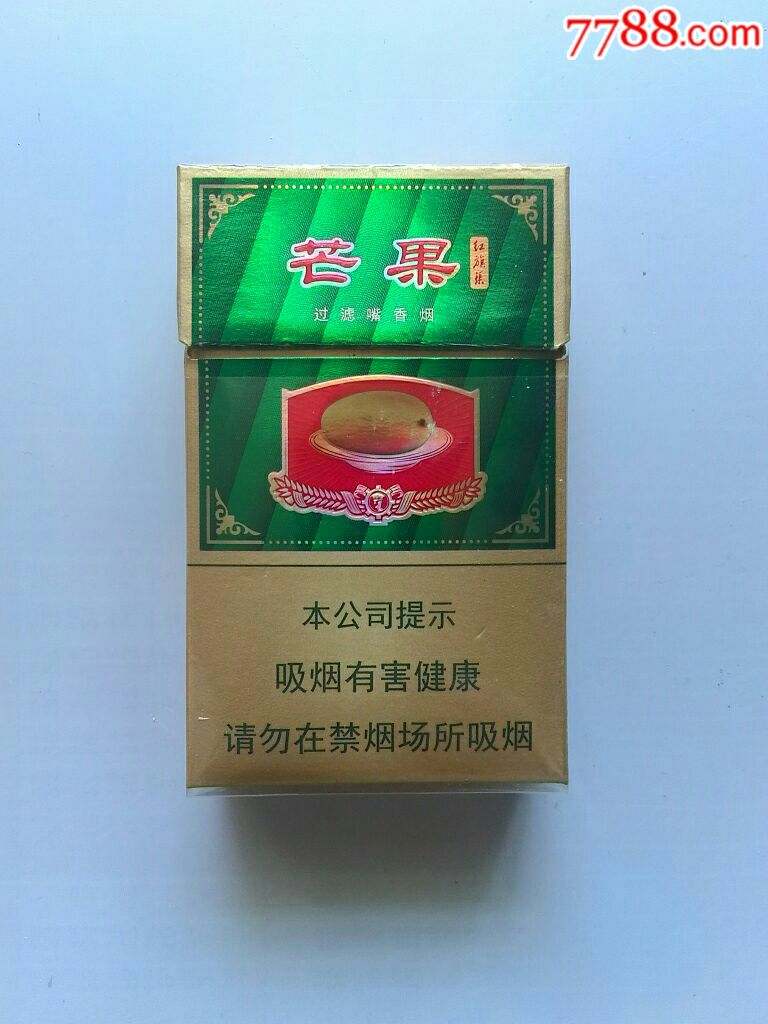 7788.com
芒果 红旗渠
过滤嘴香烟
本公司提示
吸烟有害健康
请勿在禁烟场所吸烟